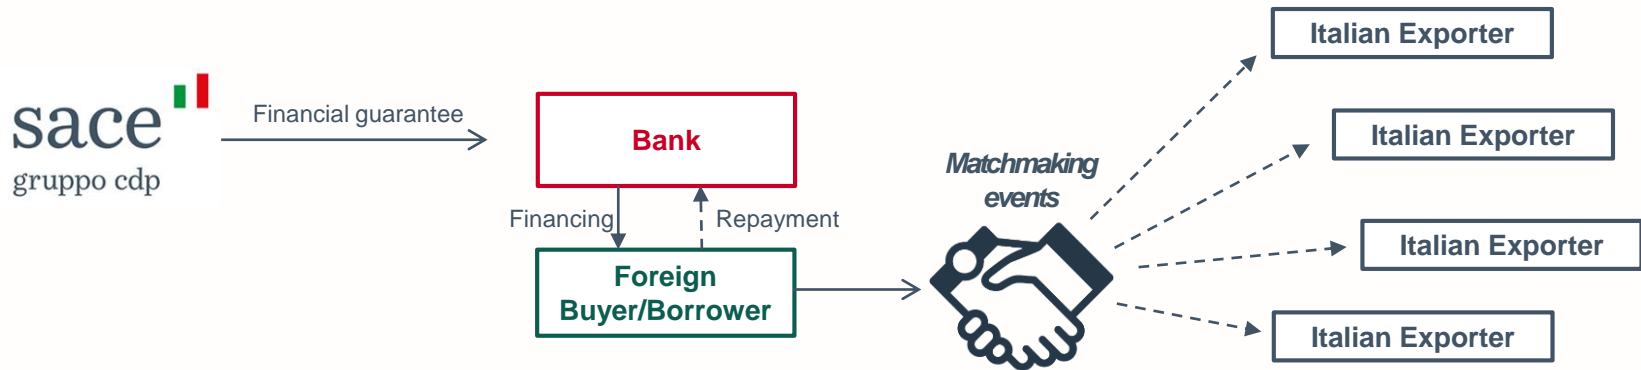 sace
gruppo cdp
Financial guarantee
Bank
Financing
Repayment
Foreign
Buyer/Borrower
Matchmaking
events
Italian Exporter
Italian Exporter
Italian Exporter
Italian Exporter